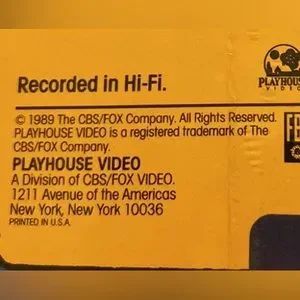 PLAYHOUSE
VIDEO
Recorded in Hi-Fi.
© 1989 The CBS/FOX Company. All Rights Reserved.
PLAYHOUSE VIDEO is a registered trademark of The
CBS/FOX Company.
PLAYHOUSE VIDEO
A Division of CBS/FOX VIDEO.
1211 Avenue of the Americas
New York, New York 10036
PRINTED IN U.S.A.